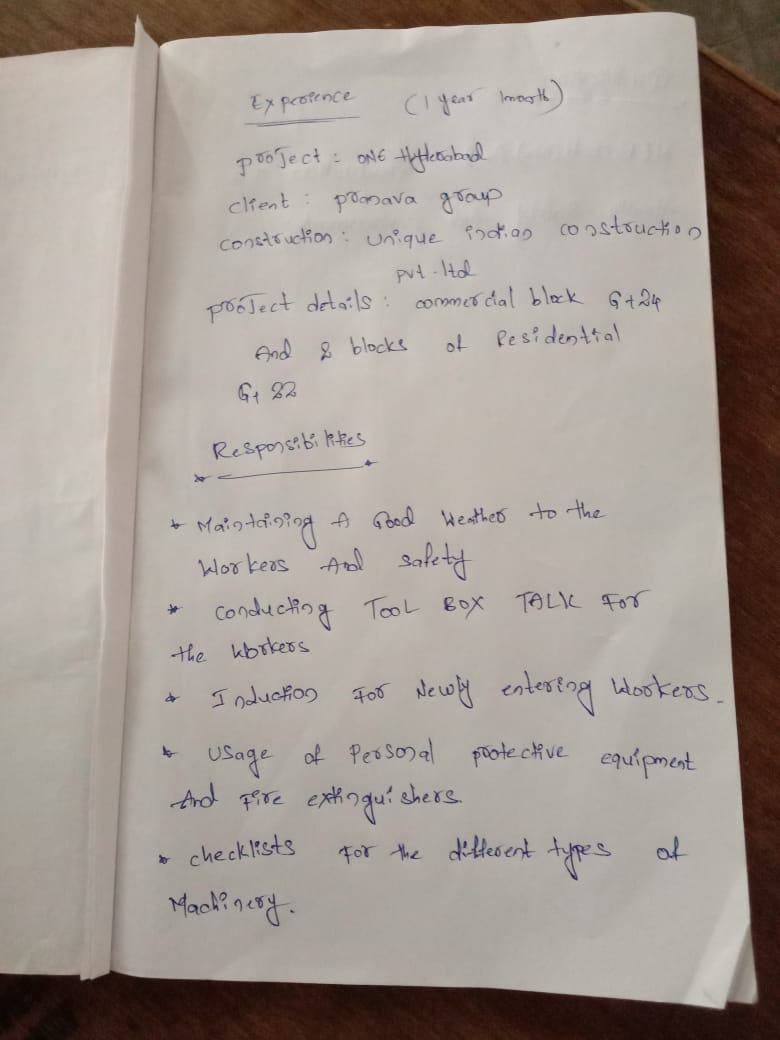 Experience (1 year 1 month)
project : ONE Hyderabad
client : pranava group
construction : unique indian construction
pvt. ltd
project details : commercial block G+24
And 2 blocks of Residential
G+ 22
Responsibilities
* Maintaining A Good Weather to the
Workers And safety
* conducting TOOL BOX TALK For
the Workers
* Induction For Newly entering Workers.
* Usage of Personal protective equipment
And Fire extinguishers.
* checklists For the different types of
Machinery.